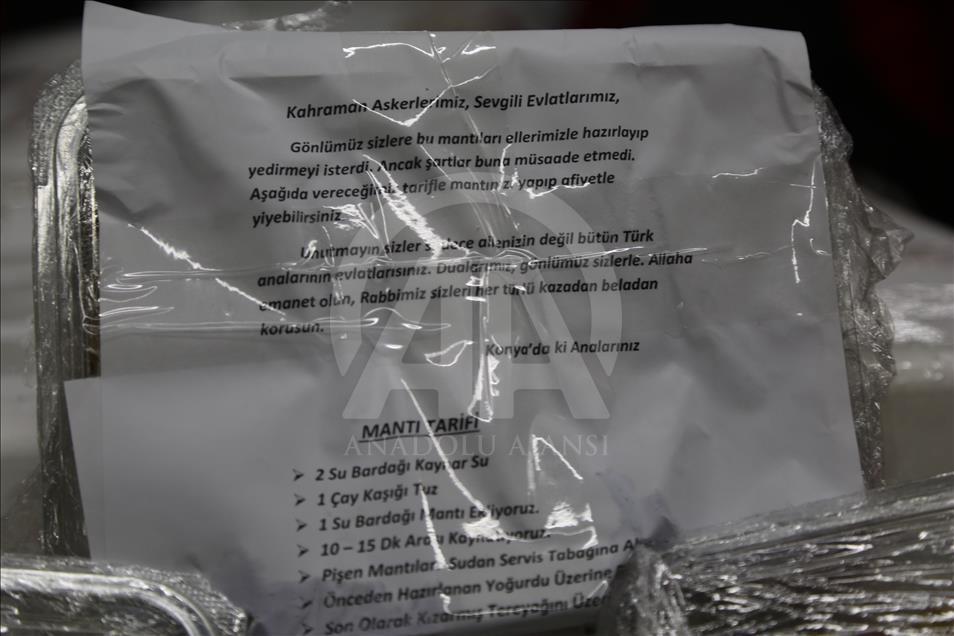 Kahraman Askerlerimiz, Sevgili Evlatlarımız,
Gönlümüz sizlere bu mantıları ellerimizle hazırlayıp
yedirmeyi isterdi. Ancak şartlar buna müsaade etmedi.
Aşağıda vereceğimiz tarifle mantınızı yapıp afiyetle
yiyebilirsiniz
Unutmayın sizler sadece ailenizin değil bütün Türk
analarının evlatlarısınız. Dualarımız, gönlümüz sizlerle. Allaha
emanet olun, Rabbimiz sizleri her türlü kazadan beladan
korusun.
Konya'da ki Analarınız
MANTI TARİFİ
AA
ANADOLU AJANSI
➢ 2 Su Bardağı Kaynar Su
➢ 1 Çay Kaşığı Tuz
➢ 1 Su Bardağı Mantı Ekliyoruz.
➢ 10 – 15 Dk Arası Kaynatıyoruz.
➢ Pişen Mantıları Sudan Servis Tabağına
➢ Önceden Hazırlanan Yoğurdu Üzerine
➢ Son Olarak Kızarmış Tereyağını